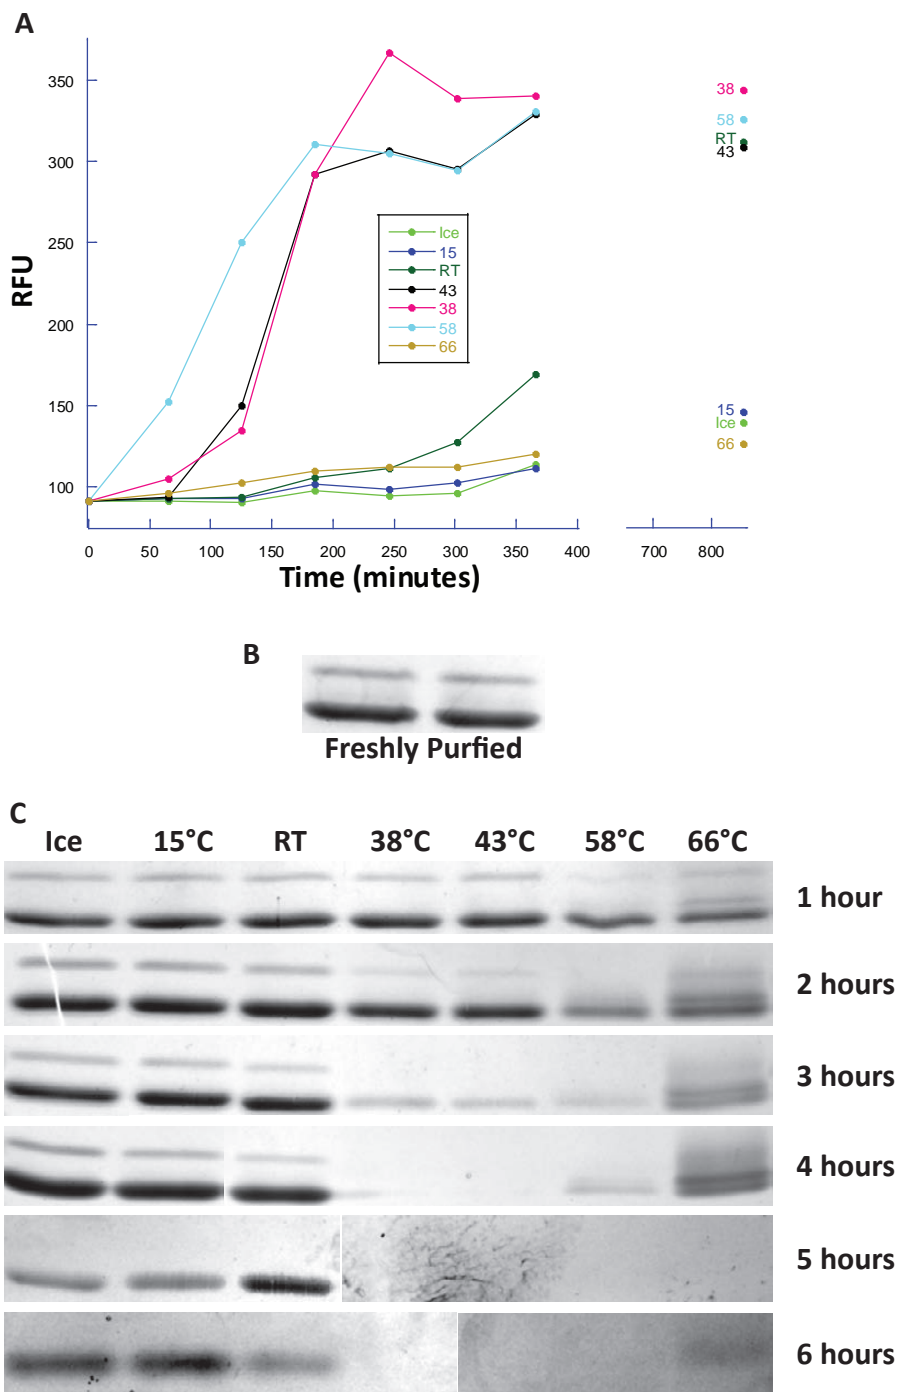 A
RFU
350
300
250
200
150
100
Ice
15
RT
43
38
58
66
38
58
RT
43
15
Ice
66
0 50 100 150 200 250 300 350 400 700 800
Time (minutes)
B
Freshly Purfied
C
Ice 15°C RT 38°C 43°C 58°C 66°C
1 hour
2 hours
3 hours
4 hours
5 hours
6 hours